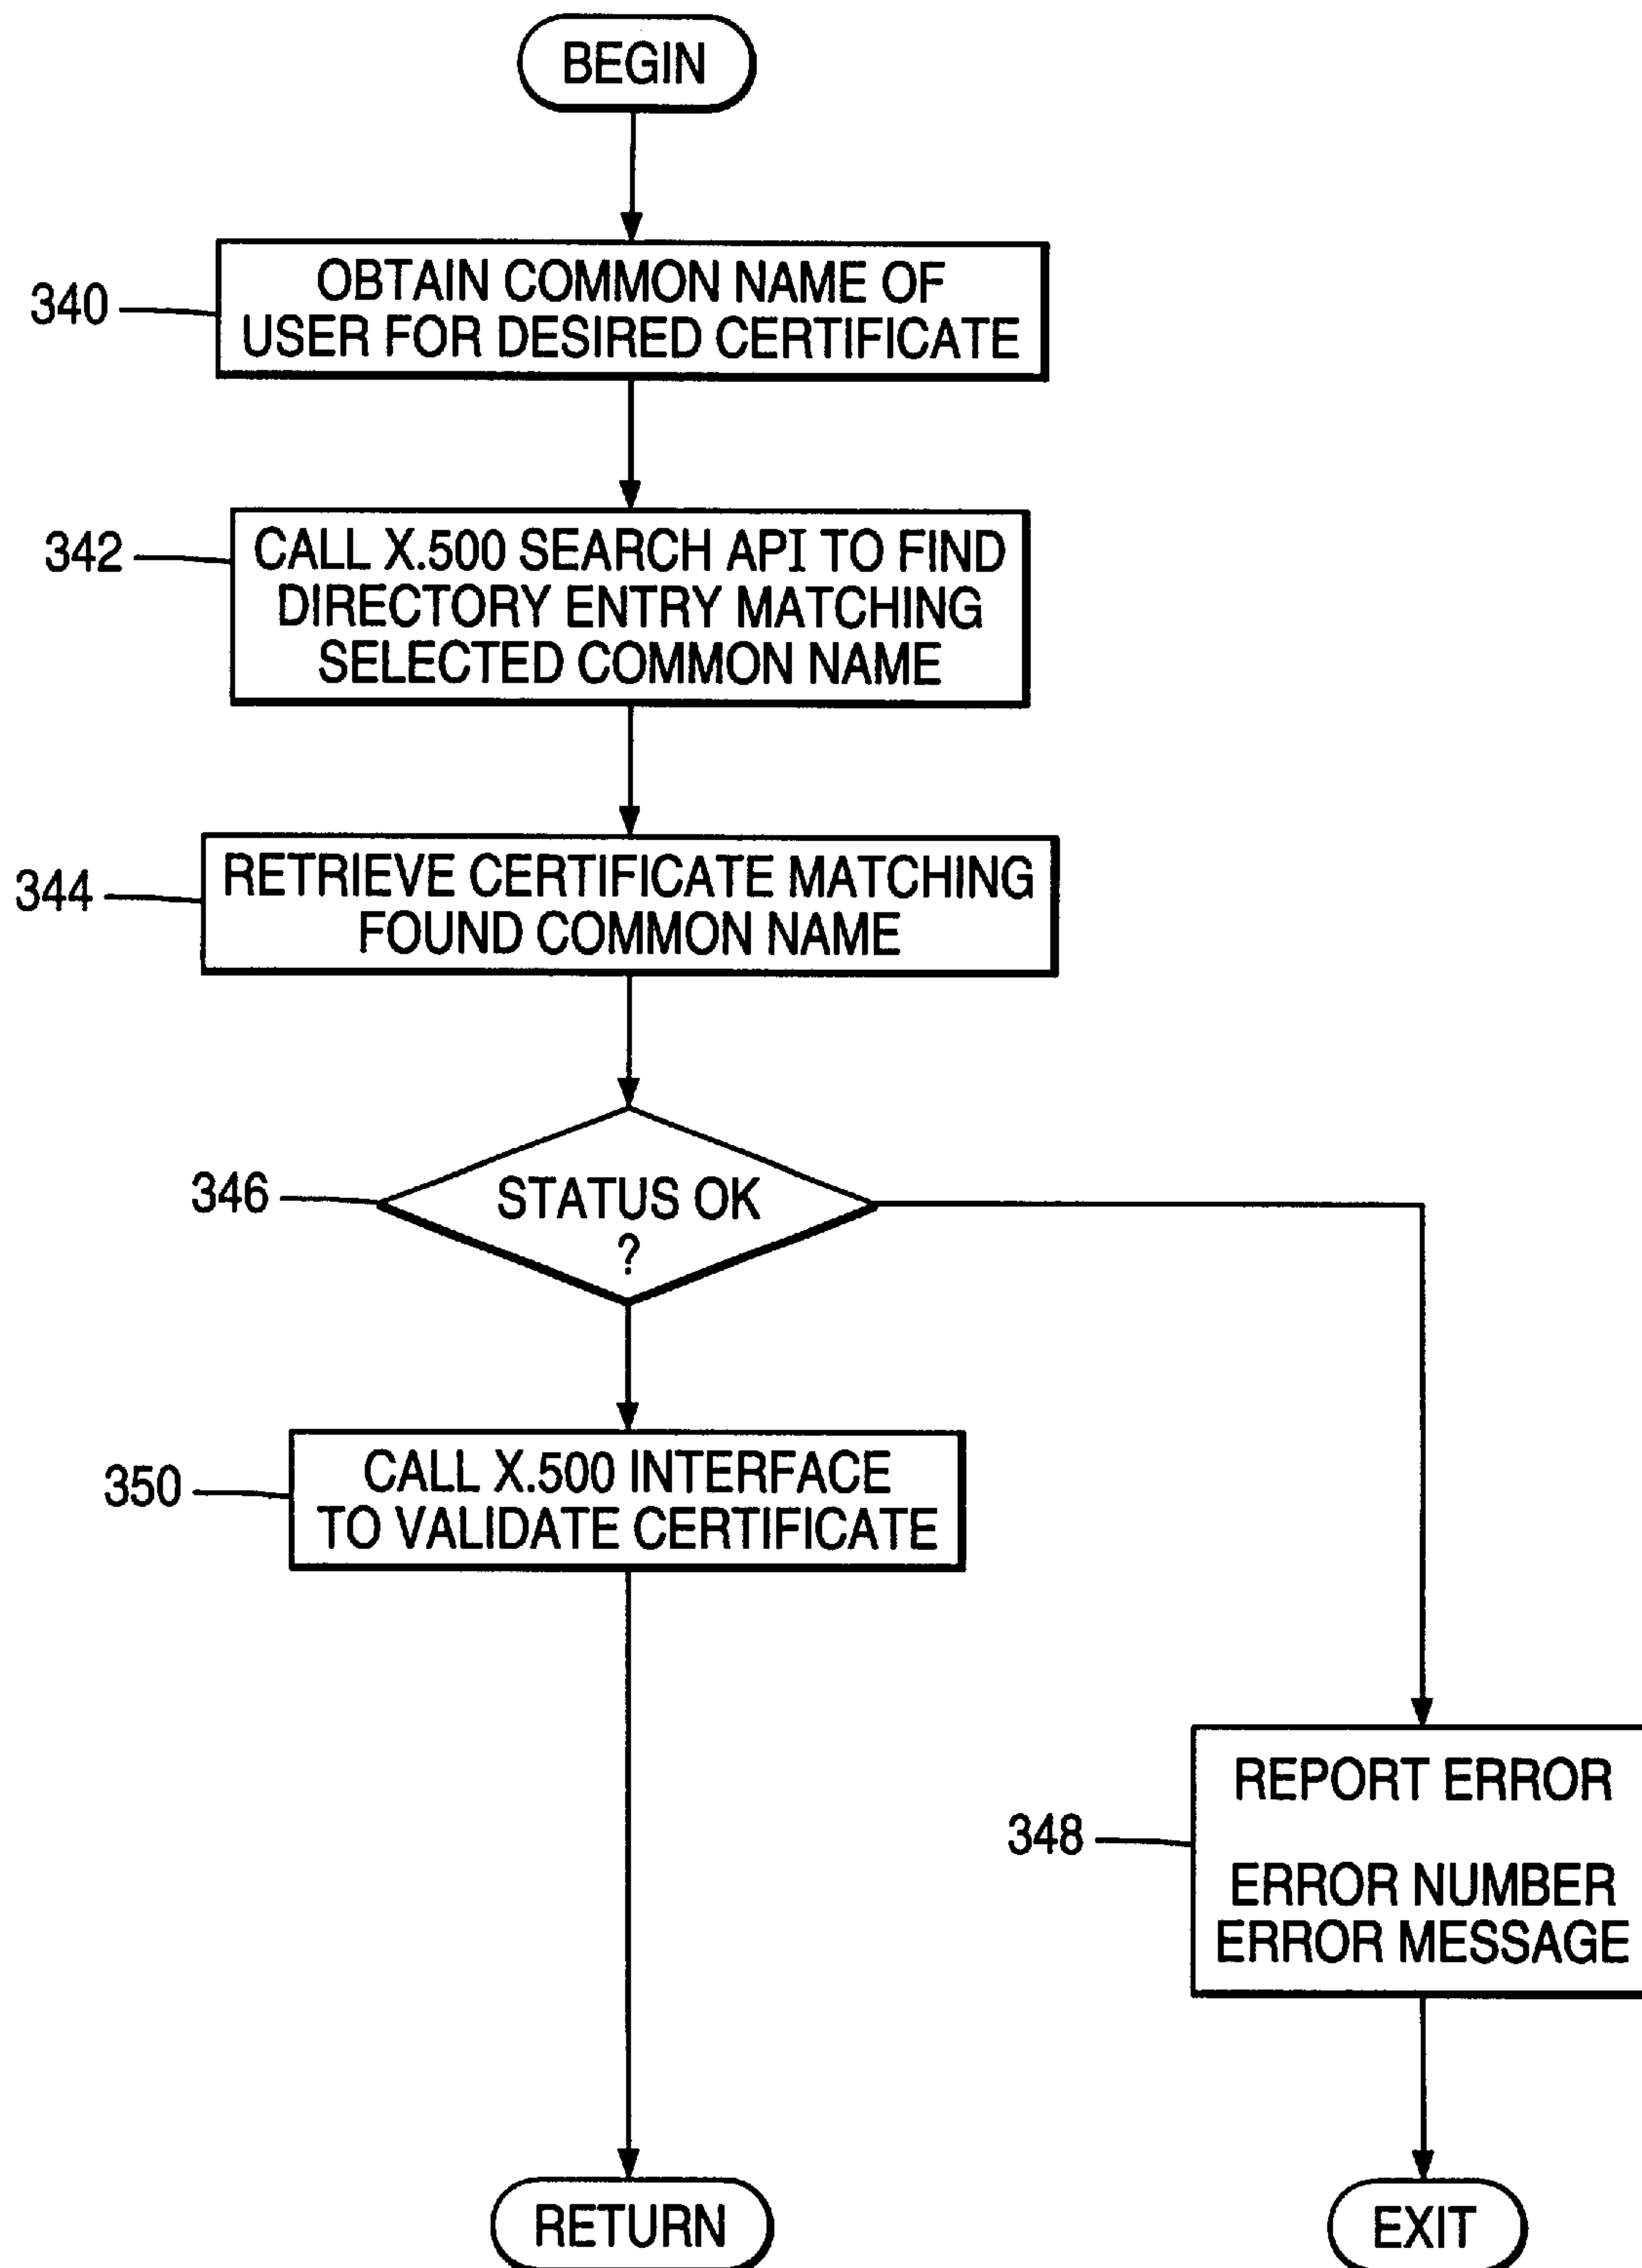 BEGIN
340
OBTAIN COMMON NAME OF
USER FOR DESIRED CERTIFICATE
342
CALL X.500 SEARCH API TO FIND
DIRECTORY ENTRY MATCHING
SELECTED COMMON NAME
344
RETRIEVE CERTIFICATE MATCHING
FOUND COMMON NAME
346
STATUS OK
?
350
CALL X.500 INTERFACE
TO VALIDATE CERTIFICATE
348
REPORT ERROR
ERROR NUMBER
ERROR MESSAGE
RETURN
EXIT